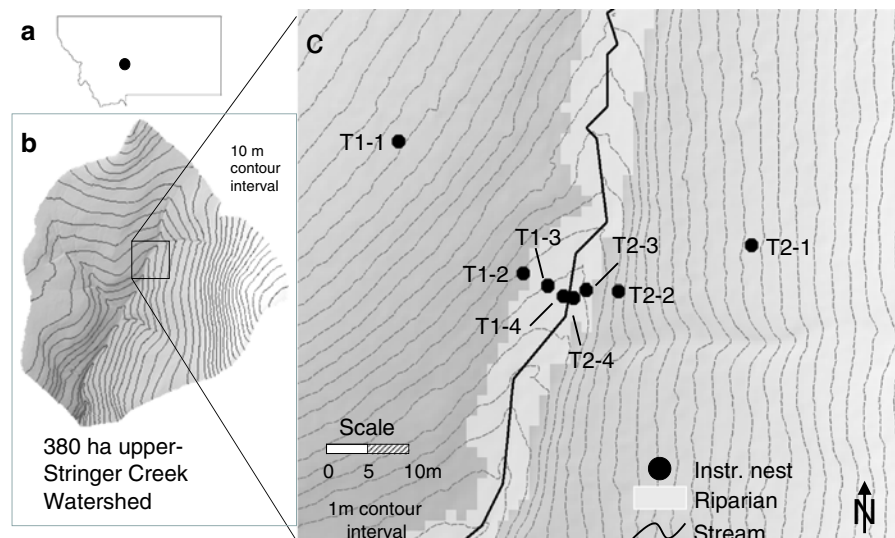 a
b
10 m
contour
interval
380 ha upper-
Stringer Creek
Watershed
C
T1-1
T1-3
T2-3
T2-1
T1-2
T2-2
T1-4
T2-4
Scale
0 5 10m
1m contour
interval
Instr. nest
Riparian
Stream
N